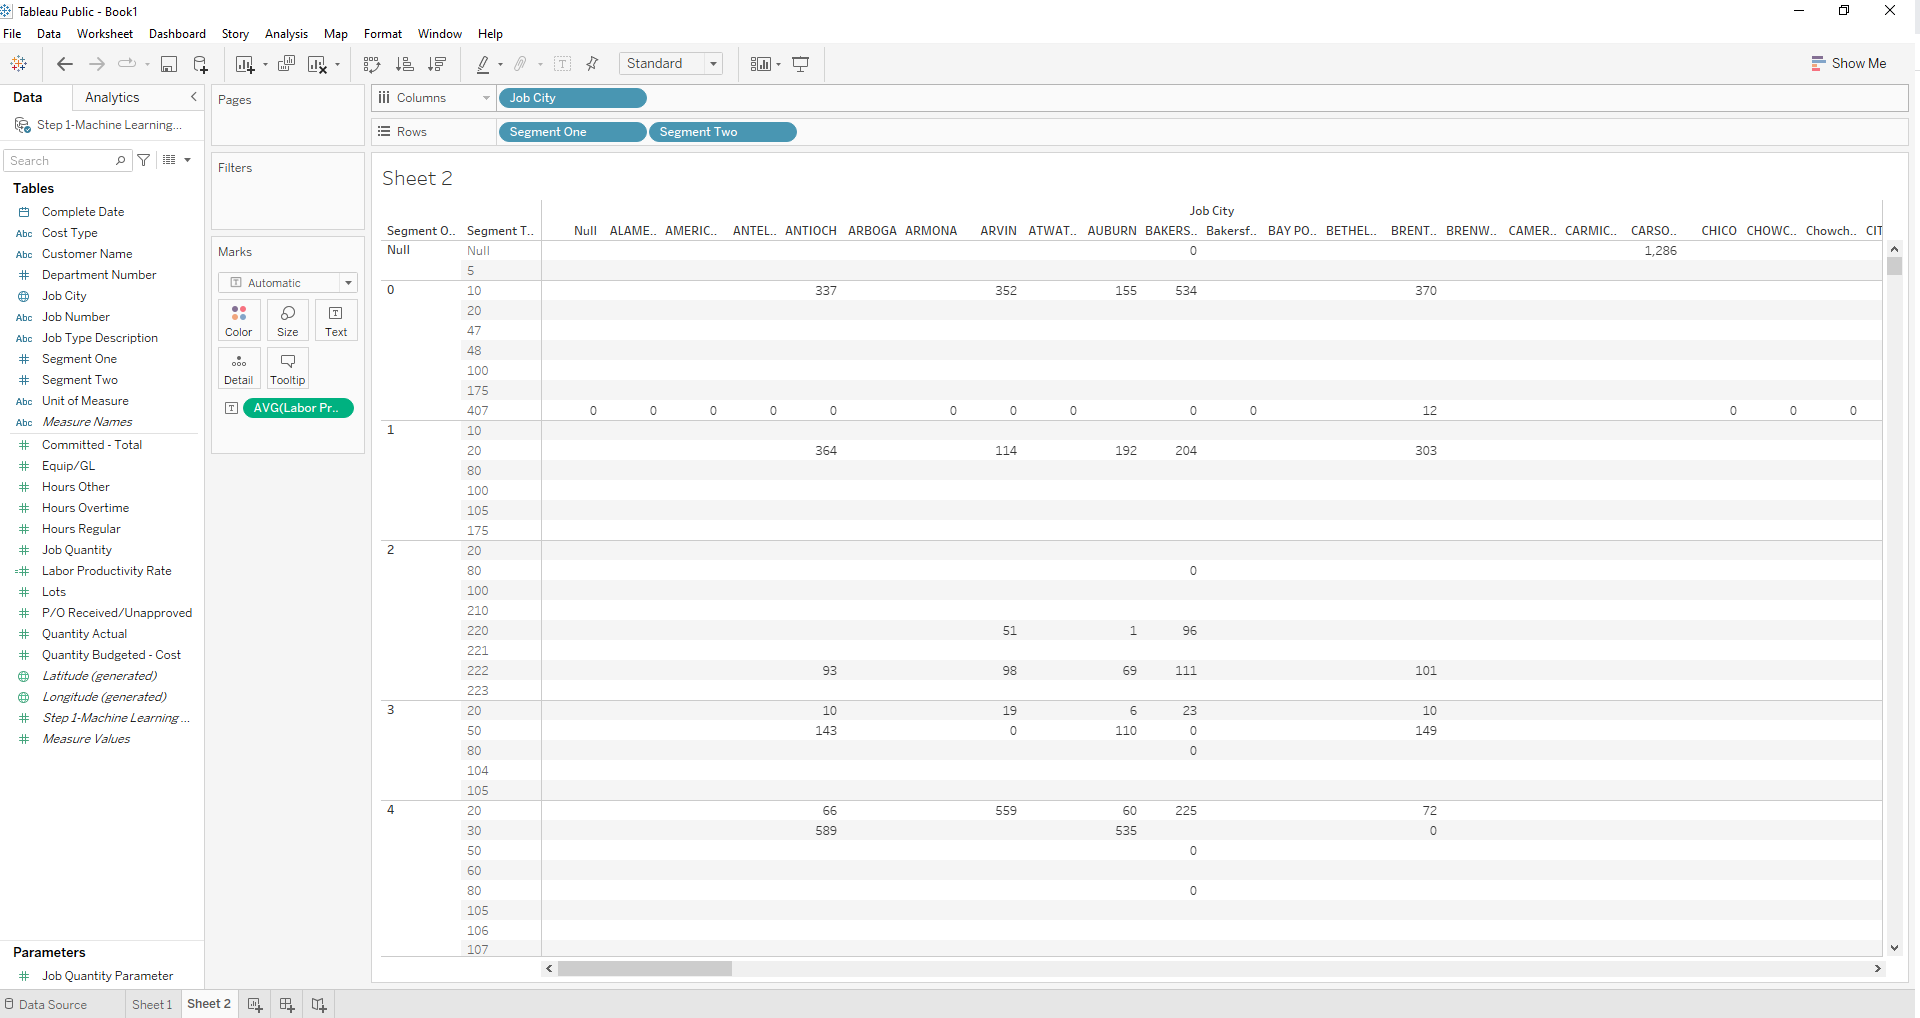 Tableau Public - Book1
File Data Worksheet Dashboard Story Analysis Map Format Window Help
Standard
Show Me
Data Analytics
Step 1-Machine Learning...
Search
Tables
Complete Date
Abc Cost Type
Abc Customer Name
Department Number
Job City
Abc Job Number
Abc Job Type Description
Segment One
Segment Two
Abc Unit of Measure
Abc Measure Names
Committed - Total
Equip/GL
Hours Other
Hours Overtime
Hours Regular
Job Quantity
Labor Productivity Rate
Lots
P/O Received/Unapproved
Quantity Actual
Quantity Budgeted - Cost
Latitude (generated)
Longitude (generated)
Step 1-Machine Learning ...
Measure Values
Parameters
Job Quantity Parameter
Pages
Filters
Marks
Automatic
Color Size Text
Detail Tooltip
AVG(Labor Pr..
Columns Job City
Rows Segment One Segment Two
Sheet 2
Job City
Segment O.. Segment T.. Null ALAME.. AMERIC.. ANTEL.. ANTIOCH ARBOGA ARMONA ARVIN ATWAT.. AUBURN BAKERS.. Bakersf.. BAY PO.. BETHEL.. BRENT.. BRENW.. CAMER.. CARMIC.. CARSO.. CHICO CHOWC.. Chowch.. CIT
Null Null 0 1,286
5
0 10 337 352 155 534 370
20
47
48
100
175
407 0 0 0 0 0 0 0 0 0 0 12 0 0 0
1 10
20 364 114 192 204 303
80
100
105
175
2 20
80 0
100
210
220 51 1 96
221
222 93 98 69 111 101
223
3 20 10 19 6 23 10
50 143 0 110 0 149
80 0
104
105
4 20 66 559 60 225 72
30 589 535 0
50 0
60
80 0
105
106
107
Data Source Sheet 1 Sheet 2